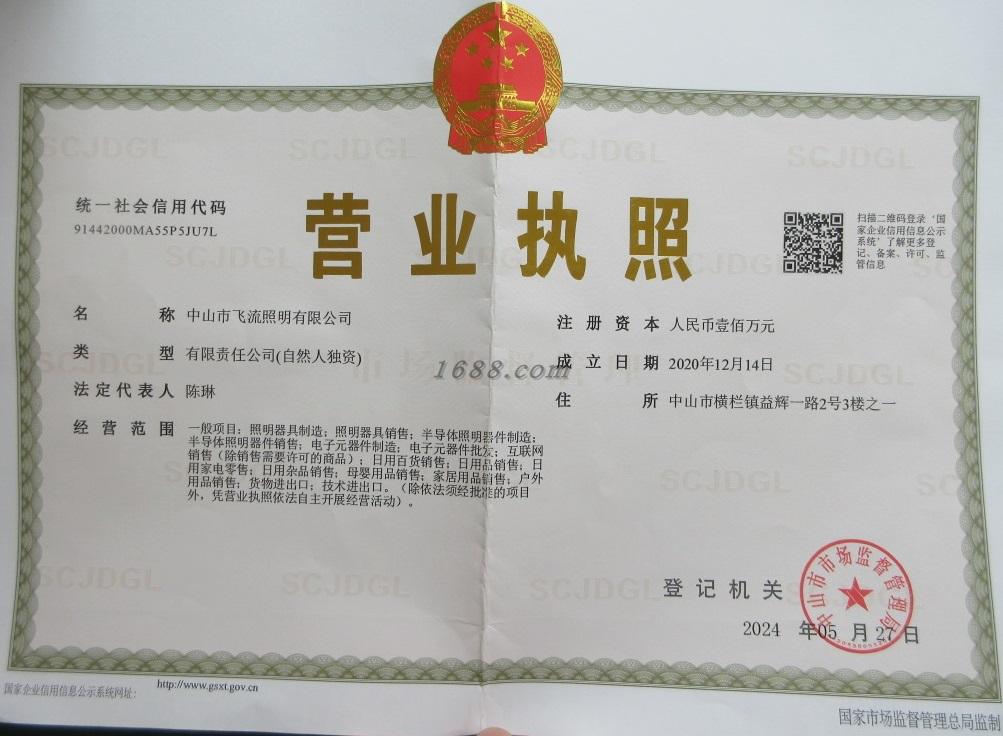 营业执照
统一社会信用代码
91442000MA55P5JU7L
扫描二维码登录‘国
家企业信用信息公示
系统’了解更多登
记、备案、许可、监
管信息
名 称 中山市飞流照明有限公司
类 型 有限责任公司(自然人独资)
法定代表人 陈琳
经营范围 一般项目：照明器具制造；照明器具销售；半导体照明器件制造；
半导体照明器件销售；电子元器件制造；电子元器件批发；互联网
销售（除销售需要许可的商品）；日用百货销售；日用品销售；日
用家电零售；日用杂品销售；母婴用品销售；家居用品销售；户外
用品销售；货物进出口；技术进出口。（除依法须经批准的项目
外，凭营业执照依法自主开展经营活动）。
注册资本 人民币壹佰万元
成立日期 2020年12月14日
住 所 中山市横栏镇益辉一路2号3楼之一
1688.com
登记机关
中山市市场监督管理局
2024 年05 月27日
国家企业信用信息公示系统网址：
http://www.gsxt.gov.cn
国家市场监督管理总局监制
SCJDGL